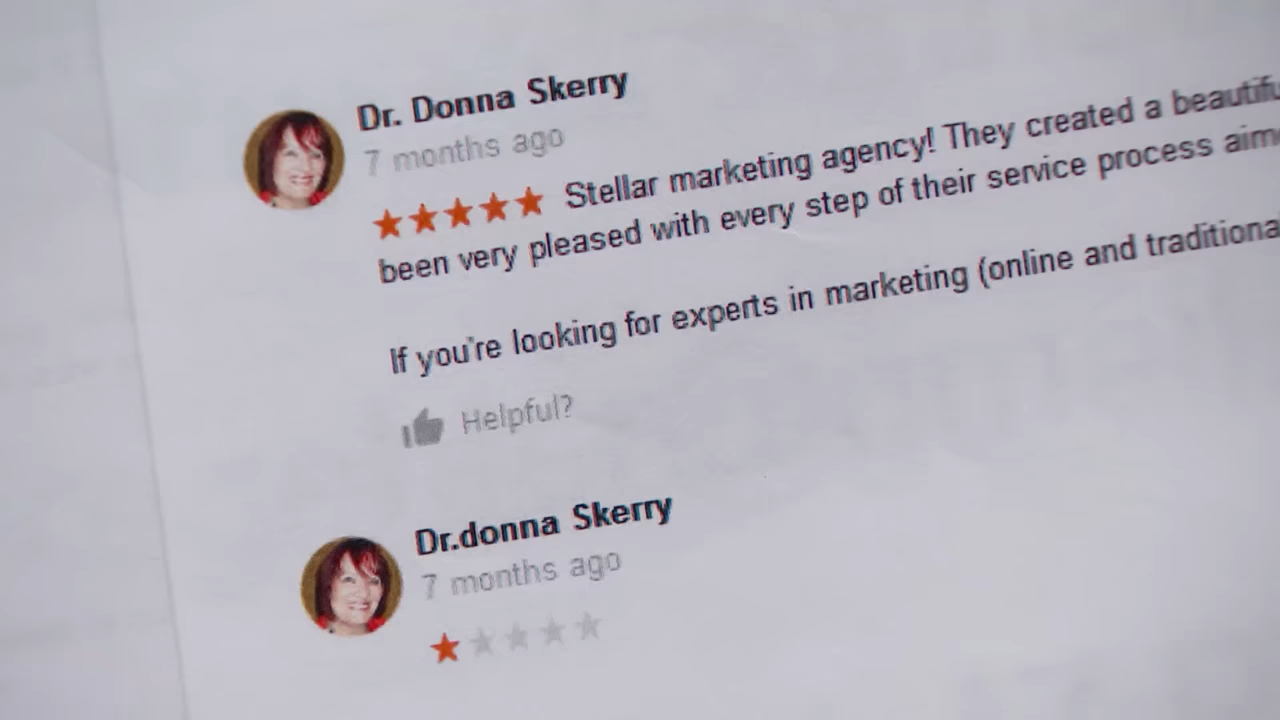 Dr. Donna Skerry
7 months ago
Stellar marketing agency! They created a
been very pleased with every step of their service process
If you're looking for experts in marketing (online and
Helpful?
Dr.donna Skerry
7 months ago